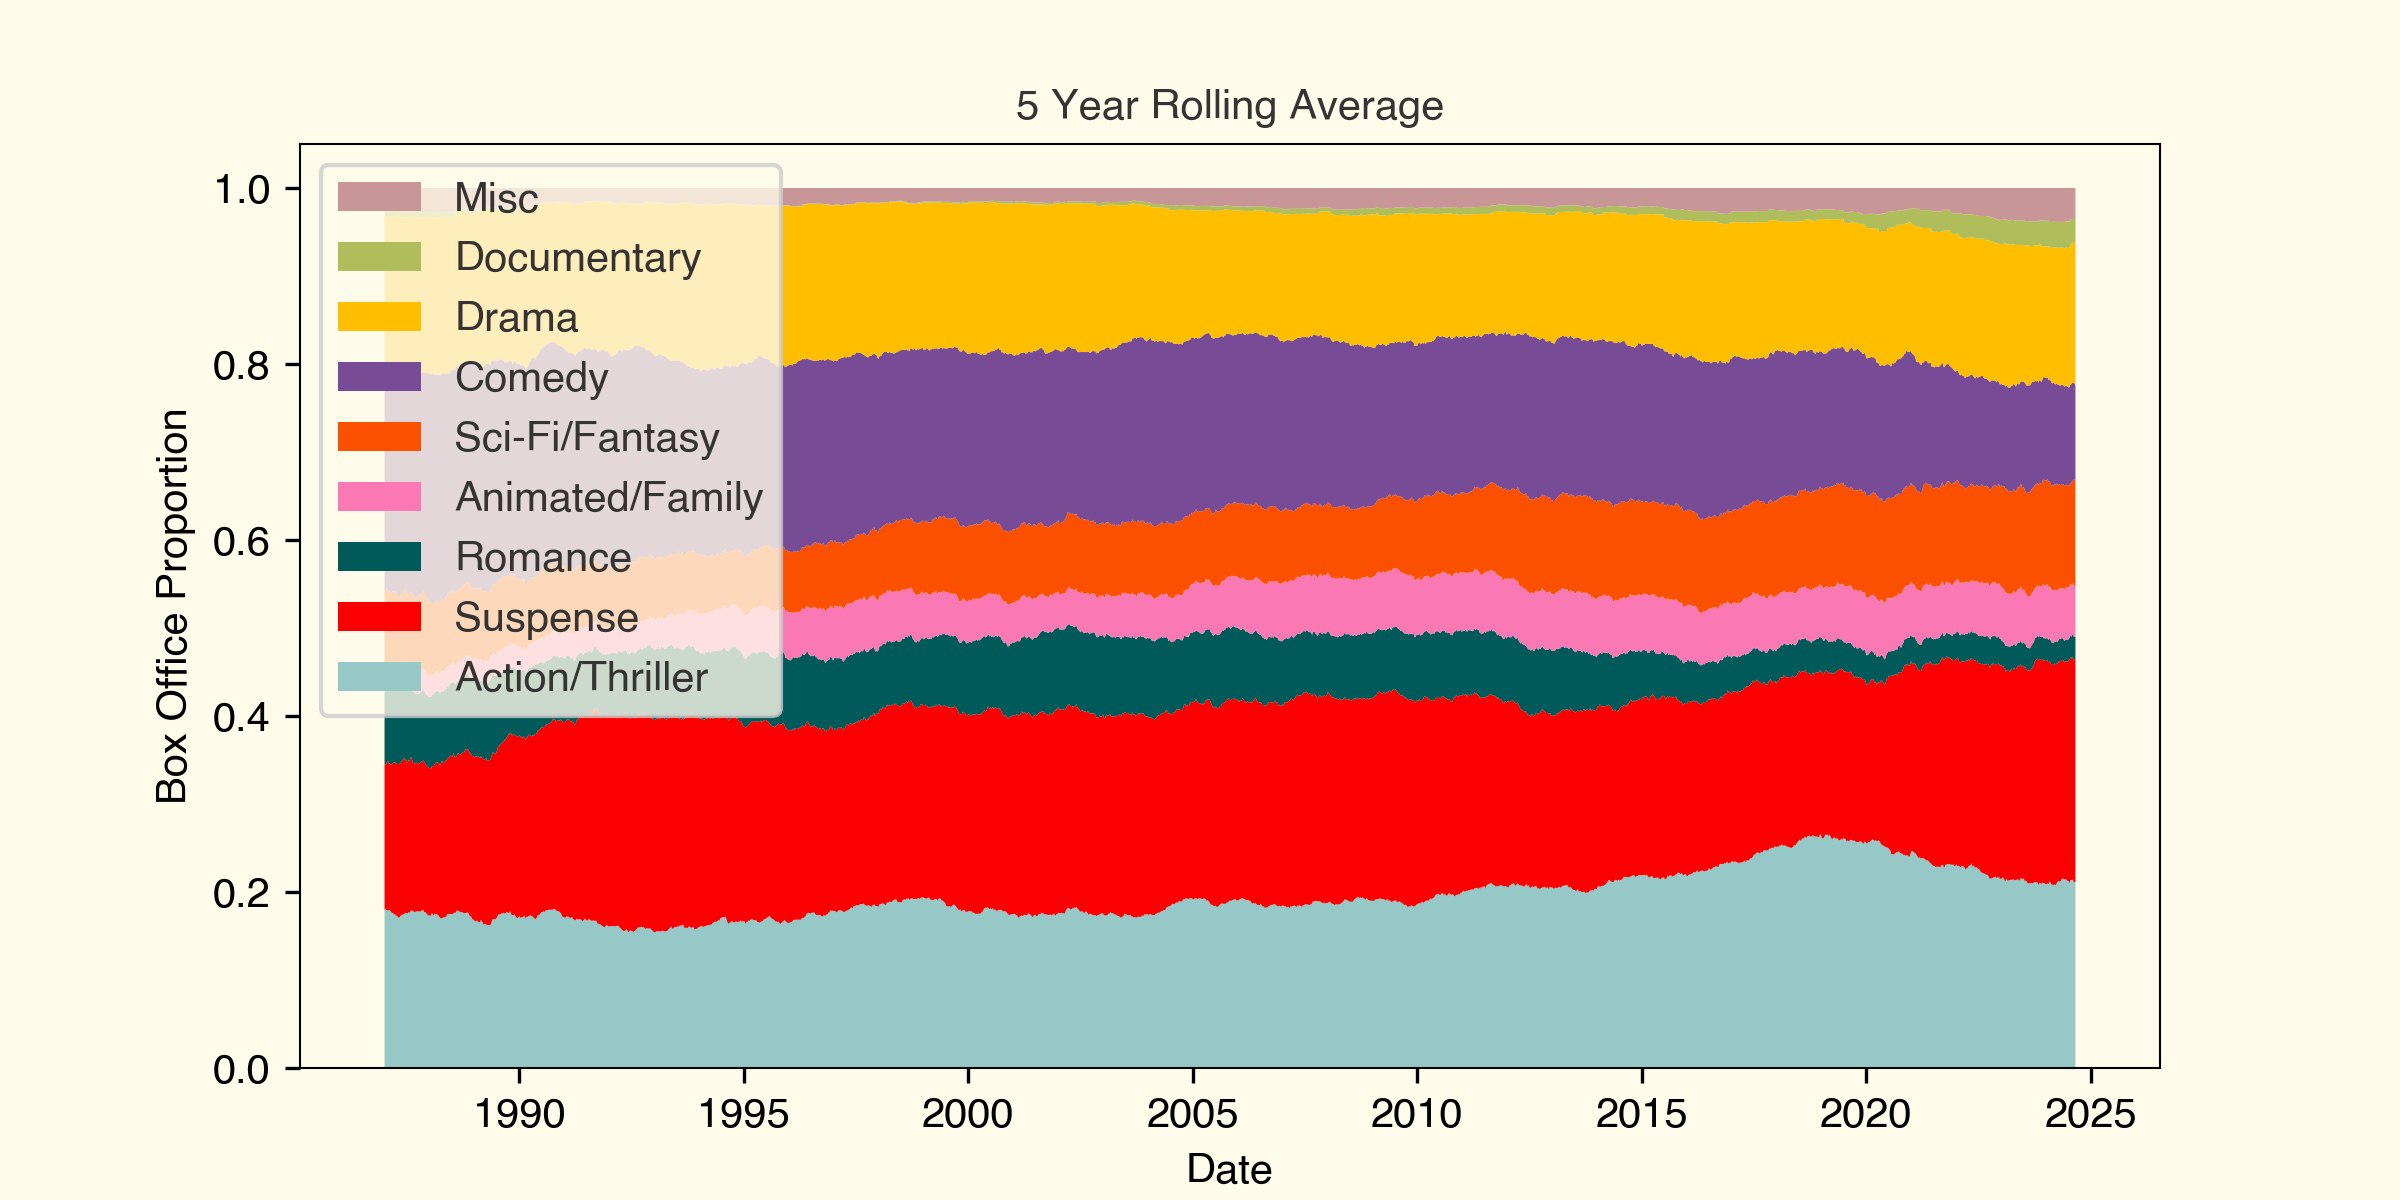 5 Year Rolling Average
Misc
Documentary
Drama
Comedy
Sci-Fi/Fantasy
Animated/Family
Romance
Suspense
Action/Thriller
Box Office Proportion
1.0
0.8
0.6
0.4
0.2
0.0
1990 1995 2000 2005 2010 2015 2020 2025
Date